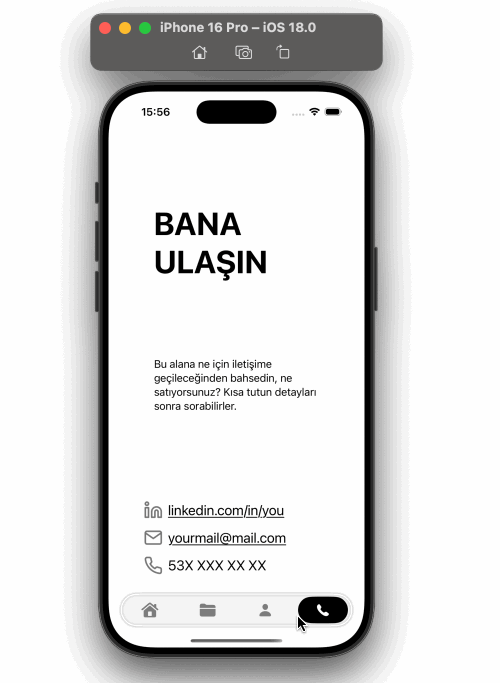 iPhone 16 Pro – iOS 18.0
15:56
BANA
ULAŞIN
Bu alana ne için iletişime
geçileceğinden bahsedin, ne
satıyorsunuz? Kısa tutun detayları
sonra sorabilirler.
linkedin.com/in/you
yourmail@mail.com
53X XXX XX XX